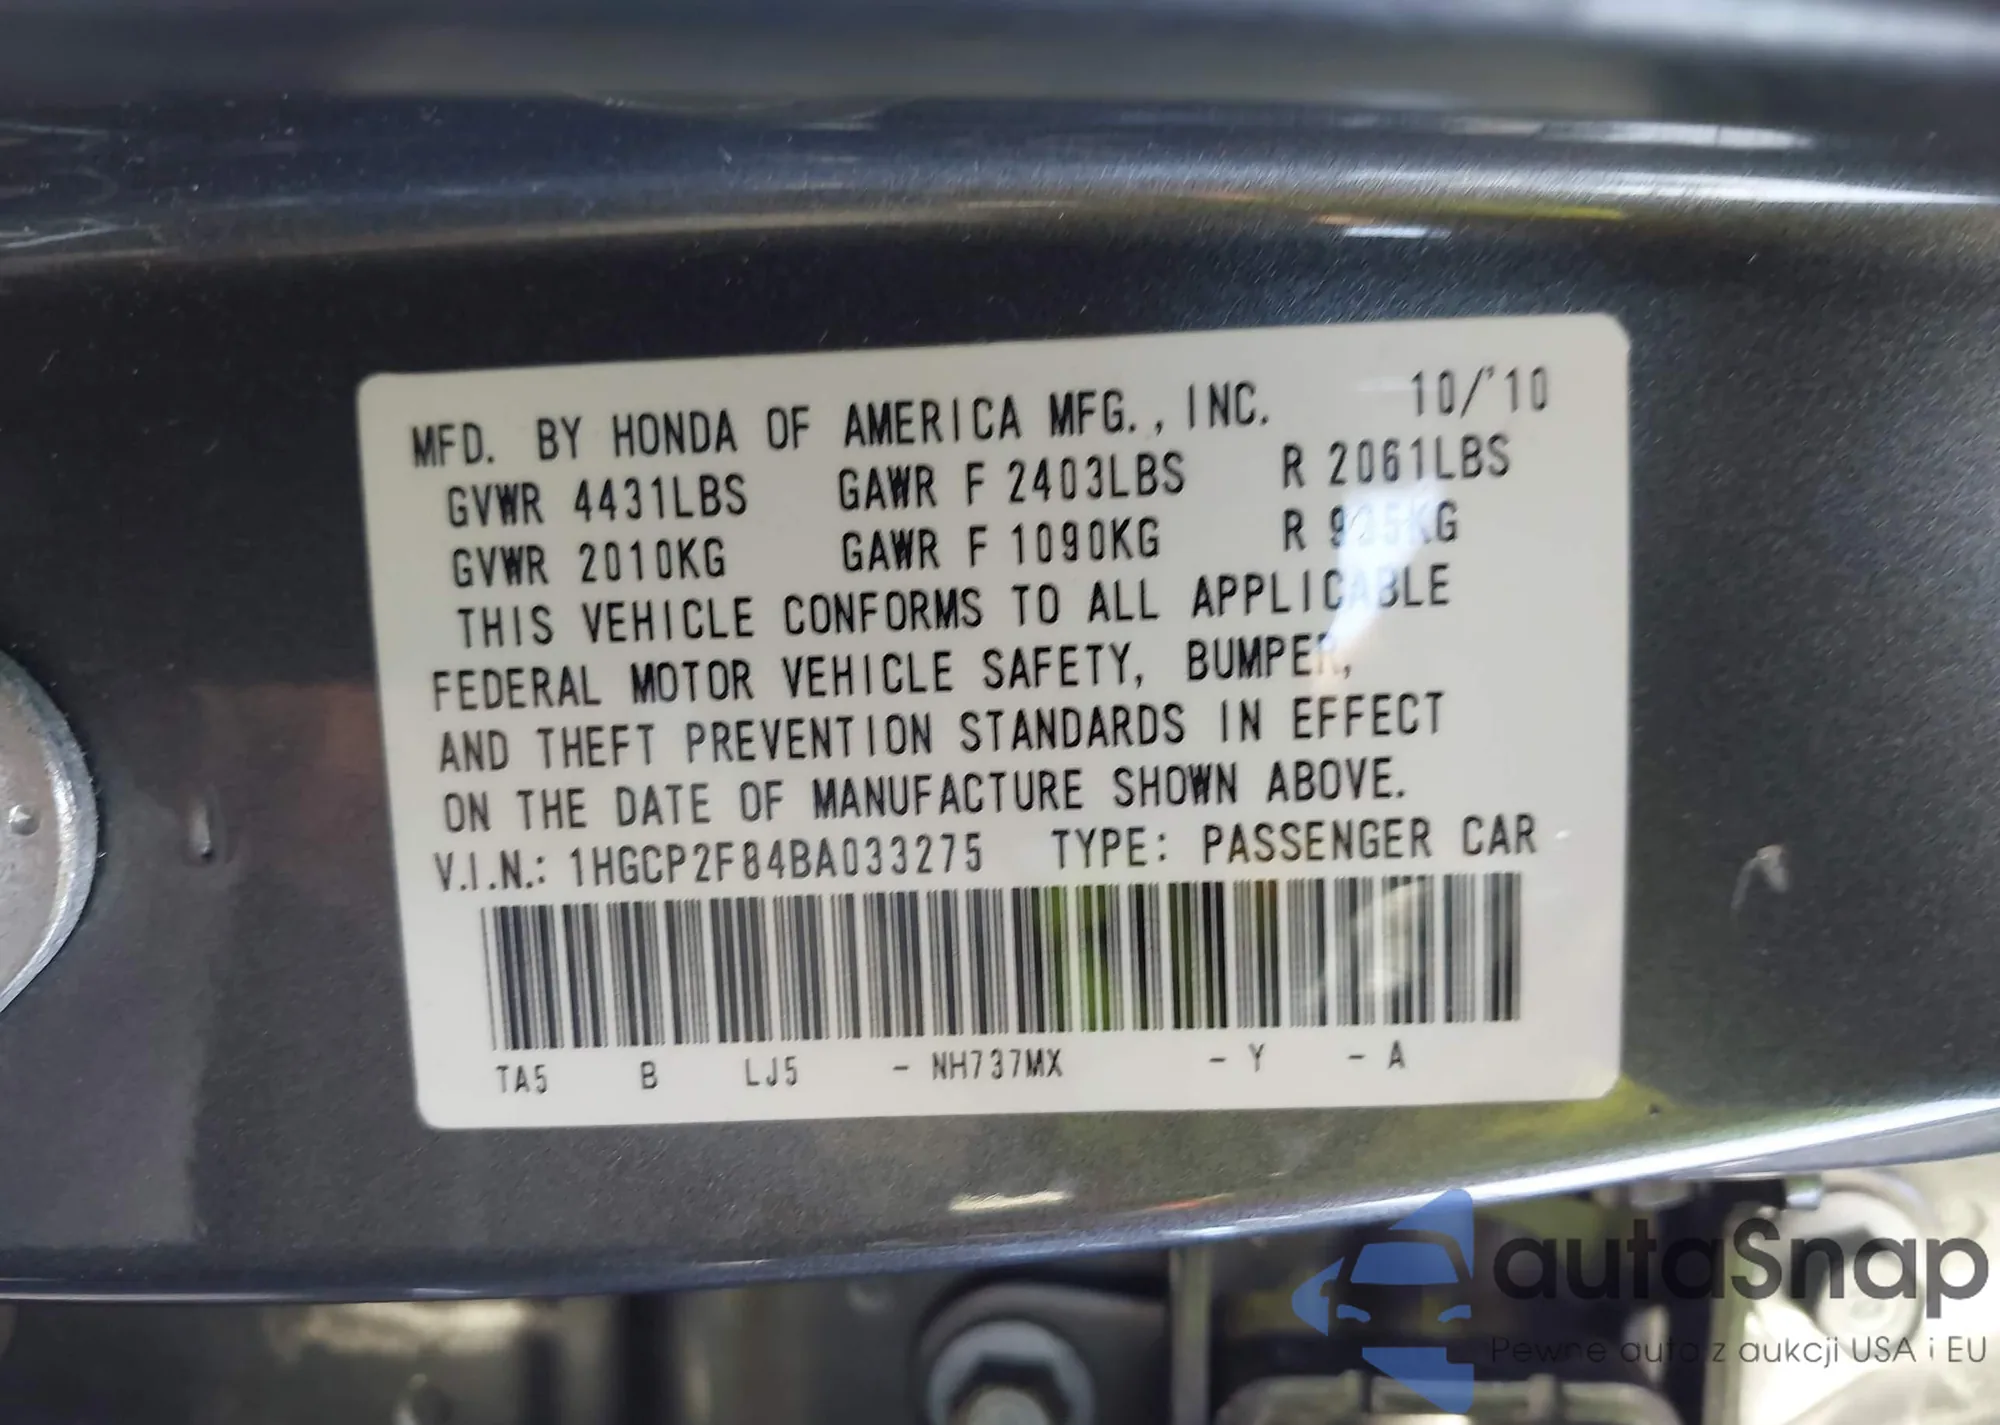 MFD. BY HONDA OF AMERICA MFG., INC. 10/'10
GVWR 4431LBS GAWR F 2403LBS R 2061LBS
GVWR 2010KG GAWR F 1090KG R 935KG
THIS VEHICLE CONFORMS TO ALL APPLICABLE
FEDERAL MOTOR VEHICLE SAFETY, BUMPER,
AND THEFT PREVENTION STANDARDS IN EFFECT
ON THE DATE OF MANUFACTURE SHOWN ABOVE.
V.I.N.: 1HGCP2F84BA033275 TYPE: PASSENGER CAR
TA5 B LJ5 - NH737MX - Y - A
autaSnap
Pewne auta z aukcji USA i EU